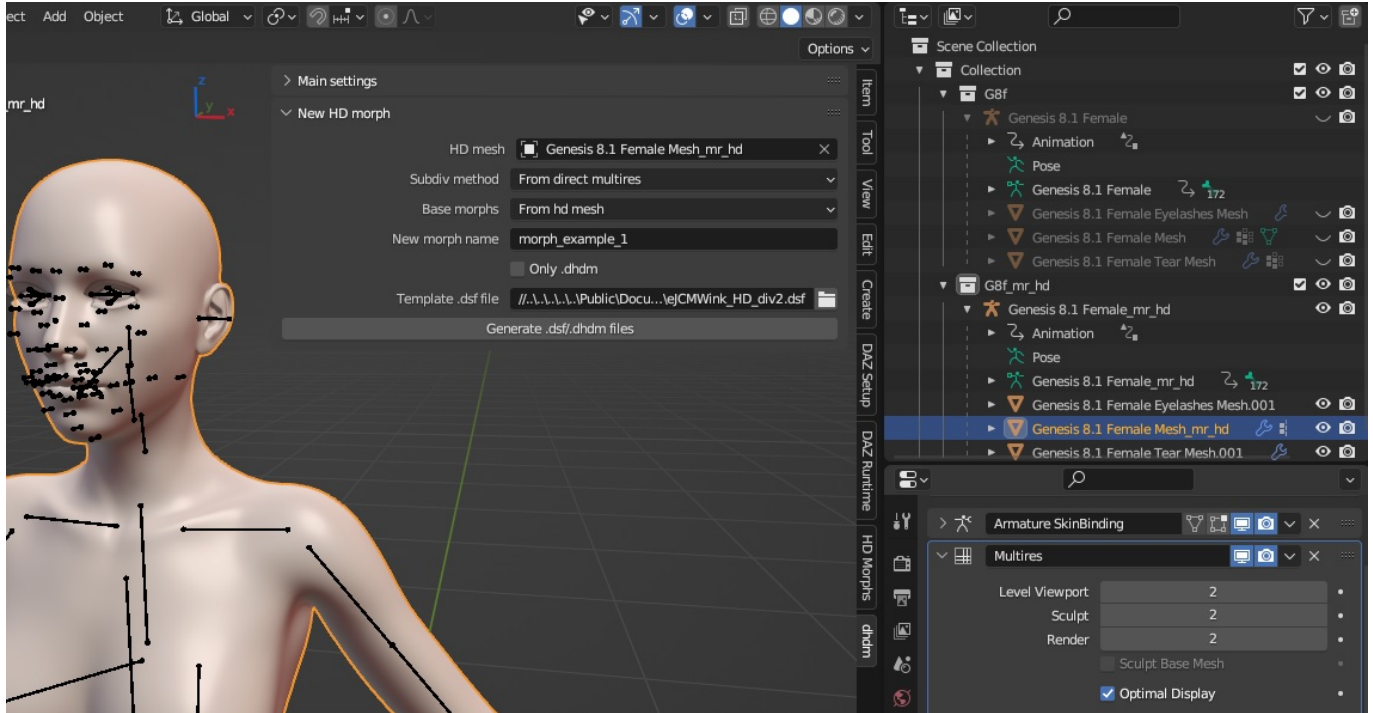 ect Add Object Global
Options
_mr_hd
z
y
x
Main settings
New HD morph
HD mesh Genesis 8.1 Female Mesh_mr_hd
Subdiv method From direct multires
Base morphs From hd mesh
New morph name morph_example_1
Only .dhdm
Template .dsf file //..\..\..\..\..\Public\Docu...\eJCMWink_HD_div2.dsf
Generate .dsf/.dhdm files
Item
Tool
View
Edit
Create
DAZ Setup
DAZ Runtime
HD Morphs
dhdm
Scene Collection
Collection
G8f
Genesis 8.1 Female
Animation 2
Pose
Genesis 8.1 Female 172
Genesis 8.1 Female Eyelashes Mesh
Genesis 8.1 Female Mesh
Genesis 8.1 Female Tear Mesh
G8f_mr_hd
Genesis 8.1 Female_mr_hd
Animation 2
Pose
Genesis 8.1 Female_mr_hd 172
Genesis 8.1 Female Eyelashes Mesh.001
Genesis 8.1 Female Mesh_mr_hd
Genesis 8.1 Female Tear Mesh.001
Armature SkinBinding
Multires
Level Viewport 2
Sculpt 2
Render 2
Sculpt Base Mesh
Optimal Display